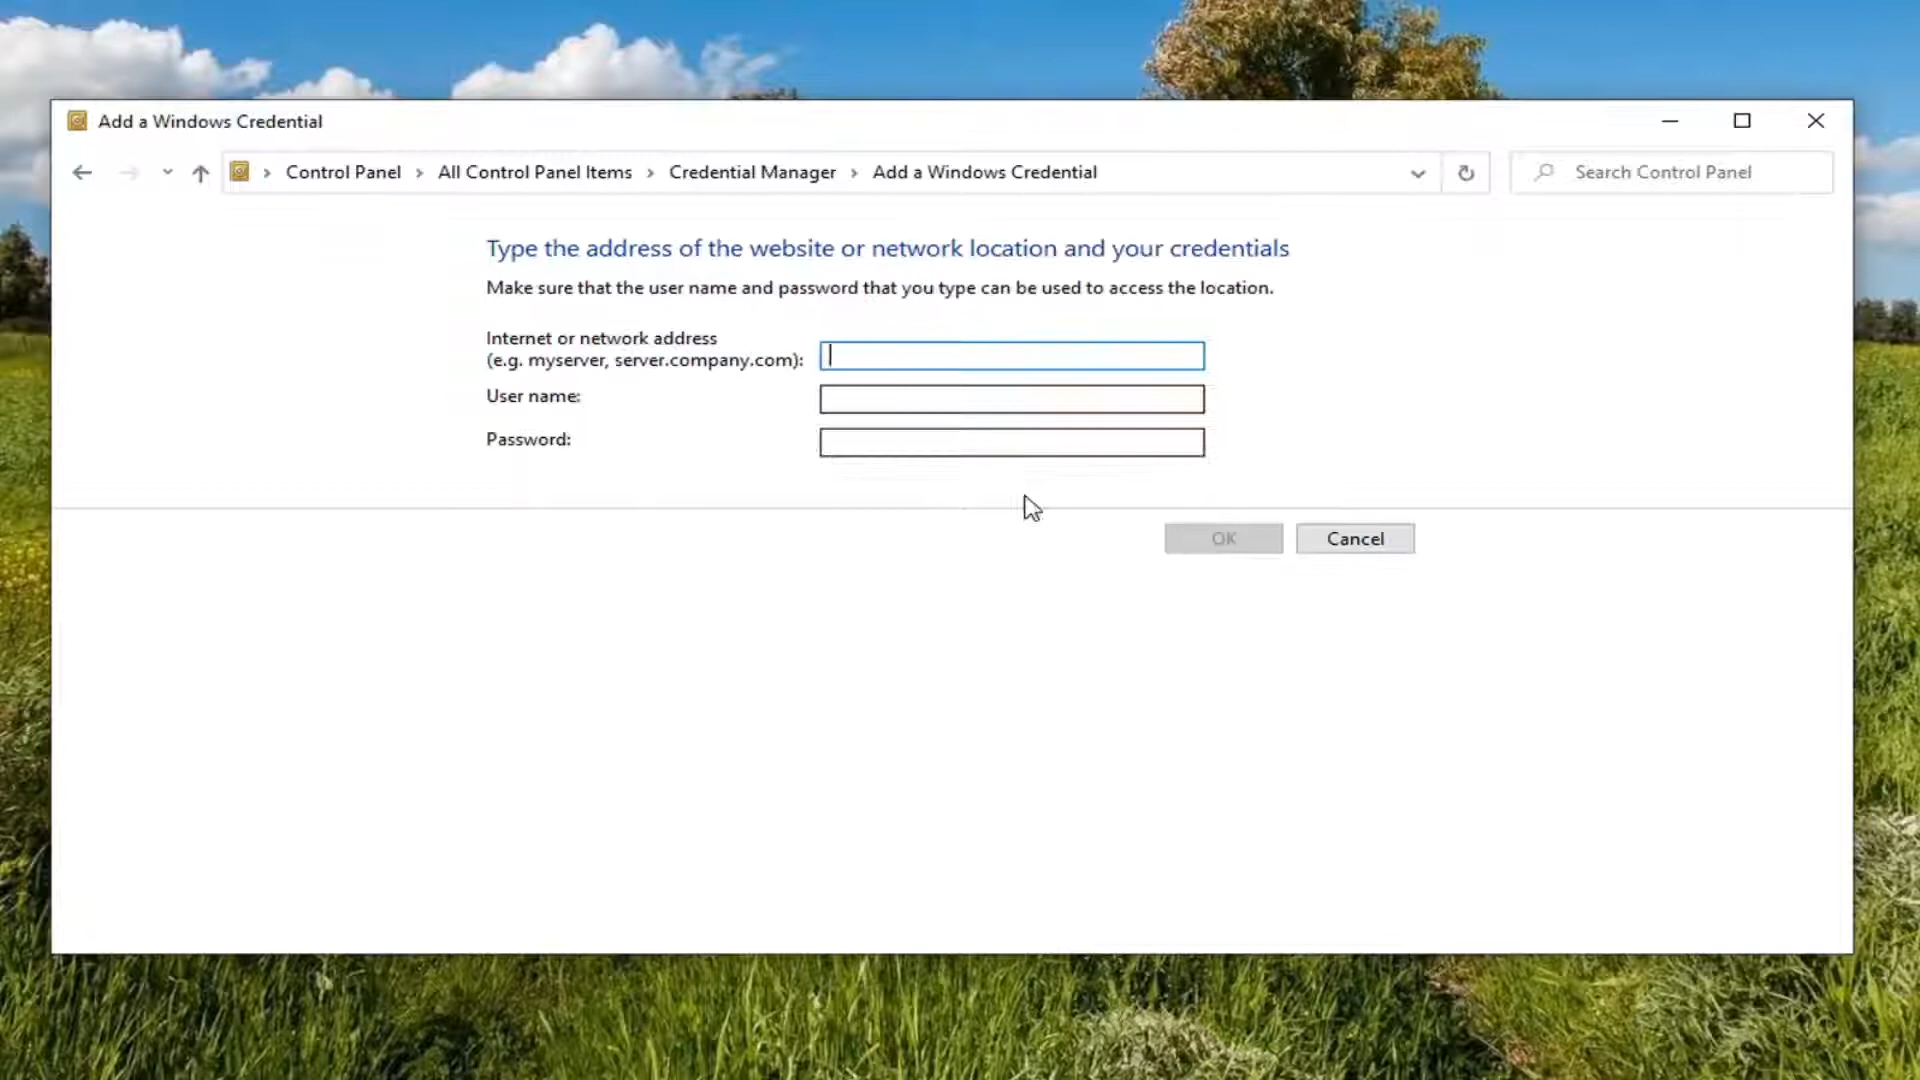 Add a Windows Credential
Control Panel > All Control Panel Items > Credential Manager > Add a Windows Credential
Search Control Panel
Type the address of the website or network location and your credentials
Make sure that the user name and password that you type can be used to access the location.
Internet or network address
(e.g. myserver, server.company.com):
User name:
Password:
OK
Cancel